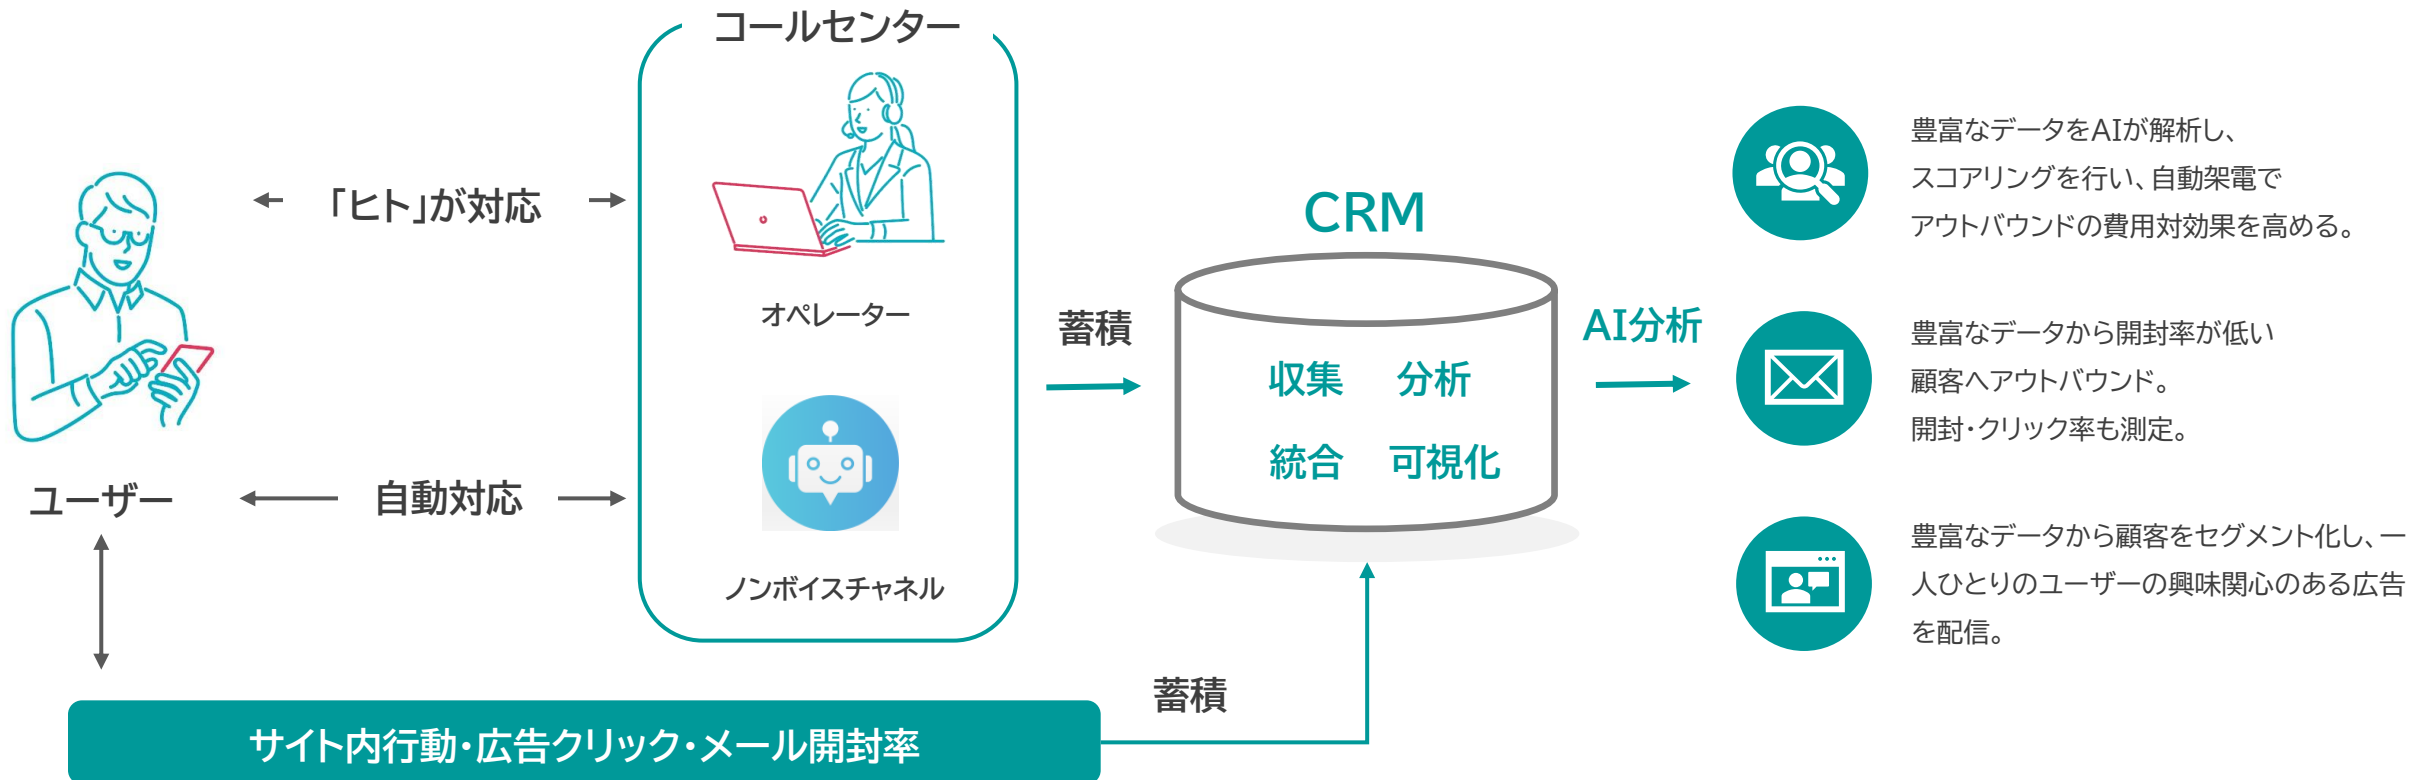 コールセンター
「ヒト」が対応
オペレーター
ユーザー
自動対応
ノンボイスチャネル
蓄積
CRM
収集 分析
統合 可視化
AI分析
豊富なデータをAIが解析し、
スコアリングを行い、自動架電で
アウトバウンドの費用対効果を高める。
豊富なデータから開封率が低い
顧客へアウトバウンド。
開封・クリック率も測定。
豊富なデータから顧客をセグメント化し、一
人ひとりのユーザーの興味関心のある広告
を配信。
蓄積
サイト内行動・広告クリック・メール開封率